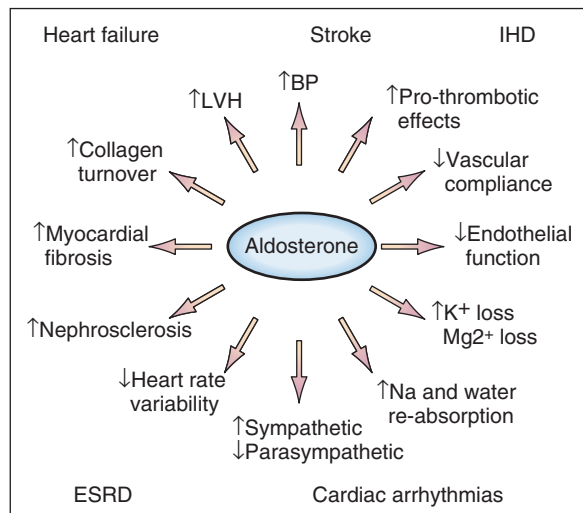 Heart failure Stroke IHD
↑BP
↑LVH
↑Pro-thrombotic
effects
↑Collagen
turnover
↓Vascular
compliance
↑Myocardial
fibrosis
Aldosterone
↓Endothelial
function
↑Nephrosclerosis
↑K+ loss
Mg2+ loss
↓Heart rate
variability
↑Na and water
re-absorption
↑Sympathetic
↓Parasympathetic
ESRD Cardiac arrhythmias